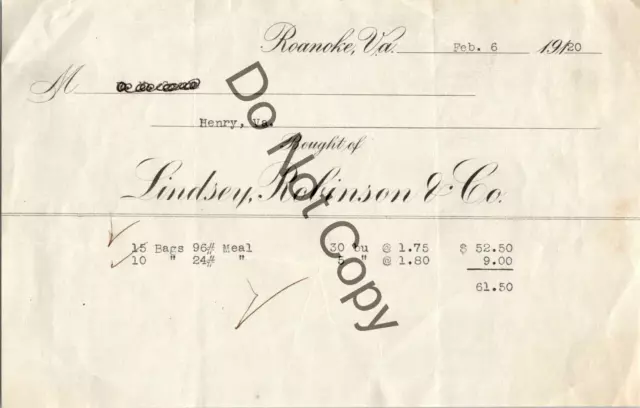 Roanoke, Va. Feb. 6 19120
M
Henry, Va.
Bought of
Lindsey, Robinson & Co.
15 Bags 96# Meal 30 bu @ 1.75 $ 52.50
10 " 24# " 5 " @ 1.80 9.00
61.50
Do Not Copy